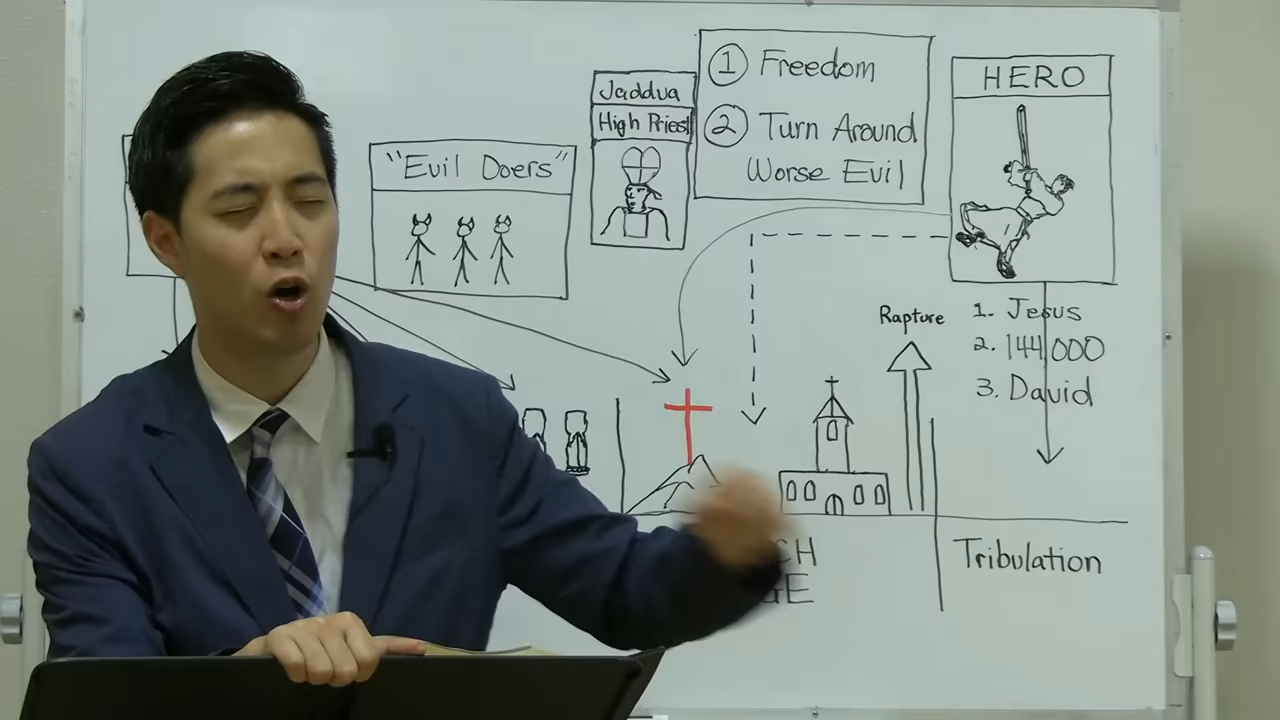 "Evil Doers"
Jaddua
High Priest
1 Freedom
2 Turn Around
Worse Evil
HERO
Rapture
1. Jesus
2. 144,000
3. David
Tribulation